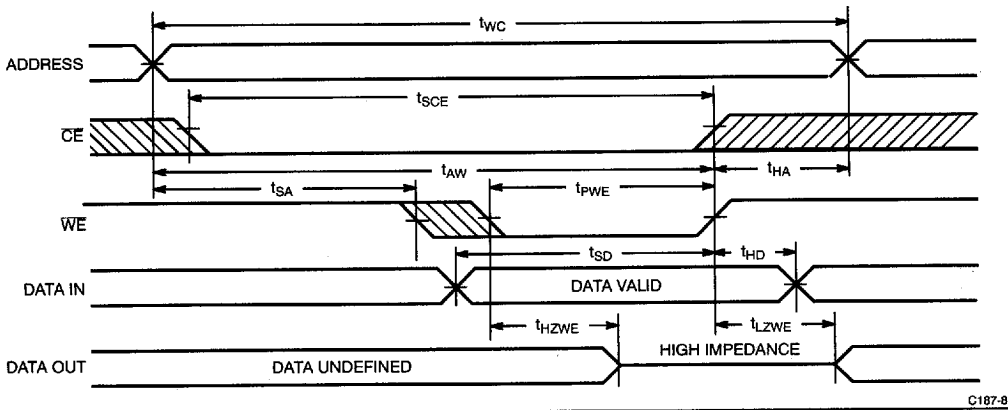 tWC
ADDRESS
tSCE
CE
tAW
tHA
tSA
tPWE
WE
tSD
tHD
DATA IN
DATA VALID
tHZWE
tLZWE
HIGH IMPEDANCE
DATA OUT
DATA UNDEFINED
C187-8